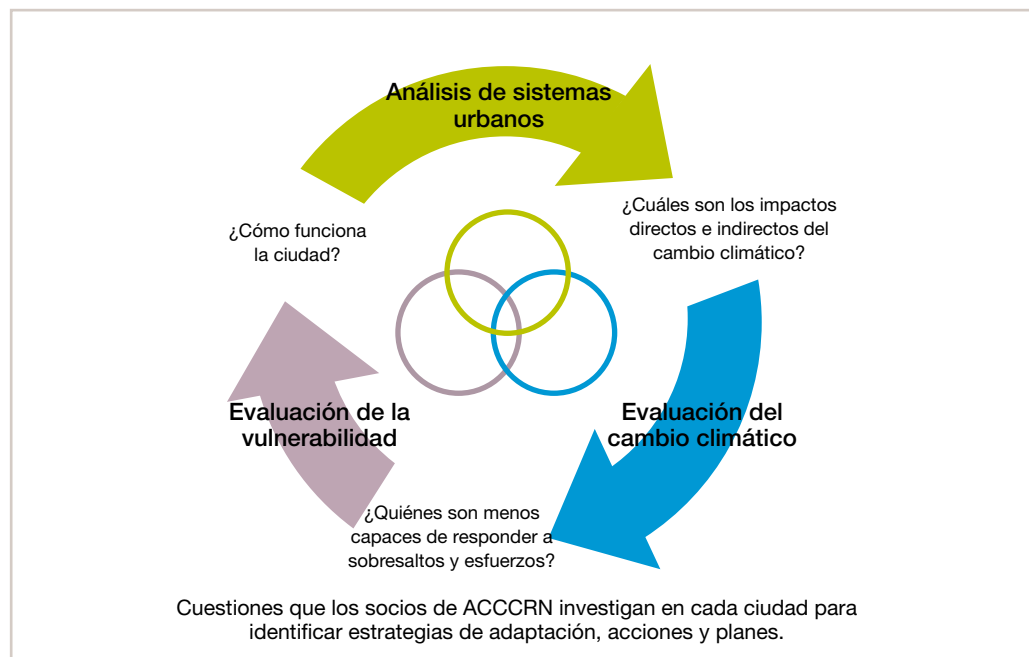 Análisis de sistemas
urbanos
¿Cómo funciona
la ciudad?
¿Cuáles son los impactos
directos e indirectos del
cambio climático?
Evaluación de la
vulnerabilidad
Evaluación del
cambio climático
¿Quiénes son menos
capaces de responder a
sobresaltos y esfuerzos?
Cuestiones que los socios de ACCCRN investigan en cada ciudad para
identificar estrategias de adaptación, acciones y planes.